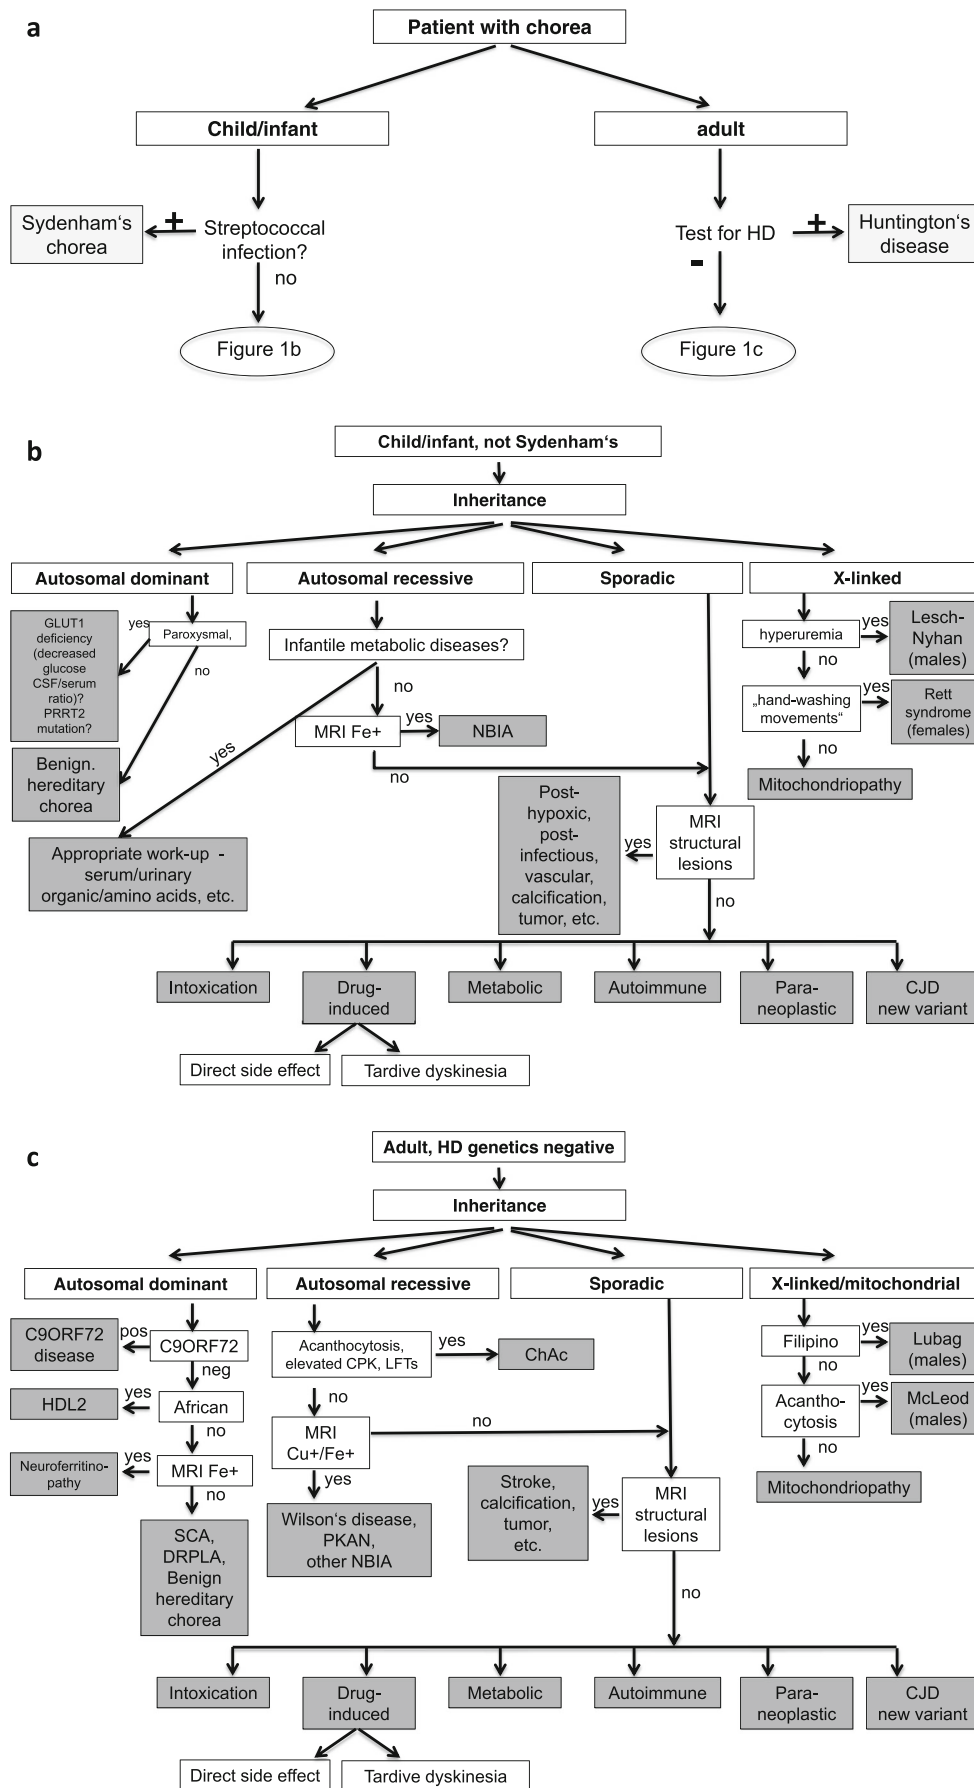 a
Patient with chorea
Child/infant
adult
Sydenham‘s
chorea
+
Streptococcal
infection?
no
Test for HD
+
-
Huntington‘s
disease
Figure 1b
Figure 1c
b
Child/infant, not Sydenham‘s
Inheritance
Autosomal dominant
Autosomal recessive
Sporadic
X-linked
GLUT1
deficiency
(decreased
glucose
CSF/serum
ratio)?
PRRT2
mutation?
yes
Paroxysmal,
no
Benign.
hereditary
chorea
Infantile metabolic diseases?
no
yes
MRI Fe+
yes
NBIA
no
Appropriate work-up -
serum/urinary
organic/amino acids, etc.
Post-
hypoxic,
post-
infectious,
vascular,
calcification,
tumor, etc.
yes
MRI
structural
lesions
no
hyperuremia
yes
Lesch-
Nyhan
(males)
no
„hand-washing
movements“
yes
Rett
syndrome
(females)
no
Mitochondriopathy
Intoxication
Drug-
induced
Metabolic
Autoimmune
Para-
neoplastic
CJD
new variant
Direct side effect
Tardive dyskinesia
c
Adult, HD genetics negative
Inheritance
Autosomal dominant
Autosomal recessive
Sporadic
X-linked/mitochondrial
C9ORF72
disease
pos
C9ORF72
neg
HDL2
yes
African
no
Neuroferritino-
pathy
yes
MRI Fe+
no
SCA,
DRPLA,
Benign
hereditary
chorea
Acanthocytosis,
elevated CPK, LFTs
yes
ChAc
no
MRI
Cu+/Fe+
no
yes
Wilson‘s disease,
PKAN,
other NBIA
Stroke,
calcification,
tumor,
etc.
yes
MRI
structural
lesions
no
Filipino
yes
Lubag
(males)
no
Acantho-
cytosis
yes
McLeod
(males)
no
Mitochondriopathy
Intoxication
Drug-
induced
Metabolic
Autoimmune
Para-
neoplastic
CJD
new variant
Direct side effect
Tardive dyskinesia